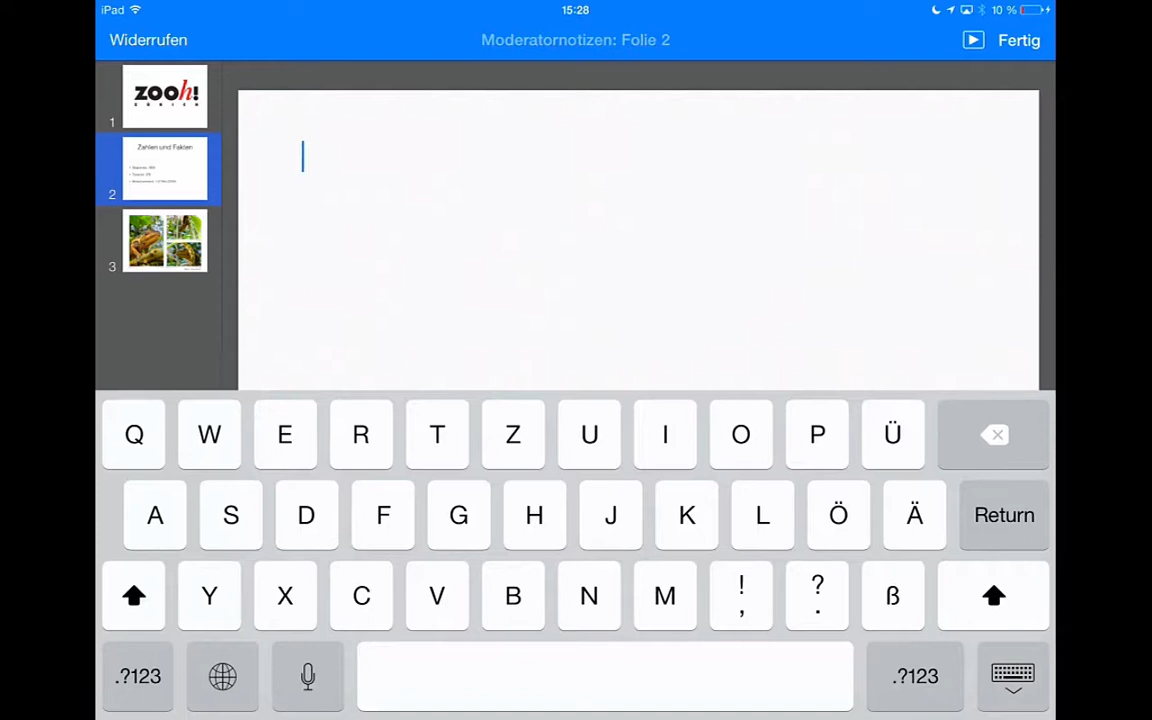 iPad 15:28 10 %
Widerrufen Moderatornotizen: Folie 2 Fertig
zooh!
ZÜRICH
1
Zahlen und Fakten
2
3
Q W E R T Z U I O P Ü
A S D F G H J K L Ö Ä Return
Y X C V B N M ! , ? . ß
.?123 .?123